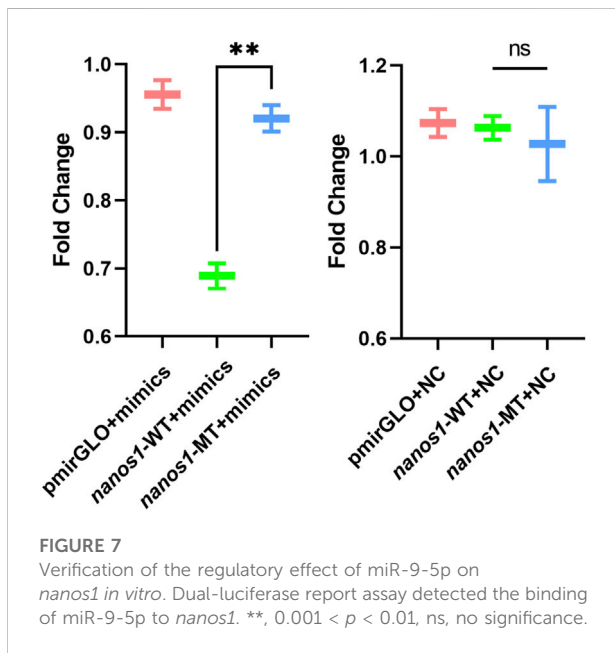 **
ns
Fold Change
1.0
0.9
0.8
0.7
0.6
pmirGLO+mimics
nanos1-WT+mimics
nanos1-MT+mimics
Fold Change
1.2
1.0
0.8
0.6
pmirGLO+NC
nanos1-WT+NC
nanos1-MT+NC
FIGURE 7
Verification of the regulatory effect of miR-9-5p on
nanos1 in vitro. Dual-luciferase report assay detected the binding
of miR-9-5p to nanos1. **, 0.001 < p < 0.01, ns, no significance.